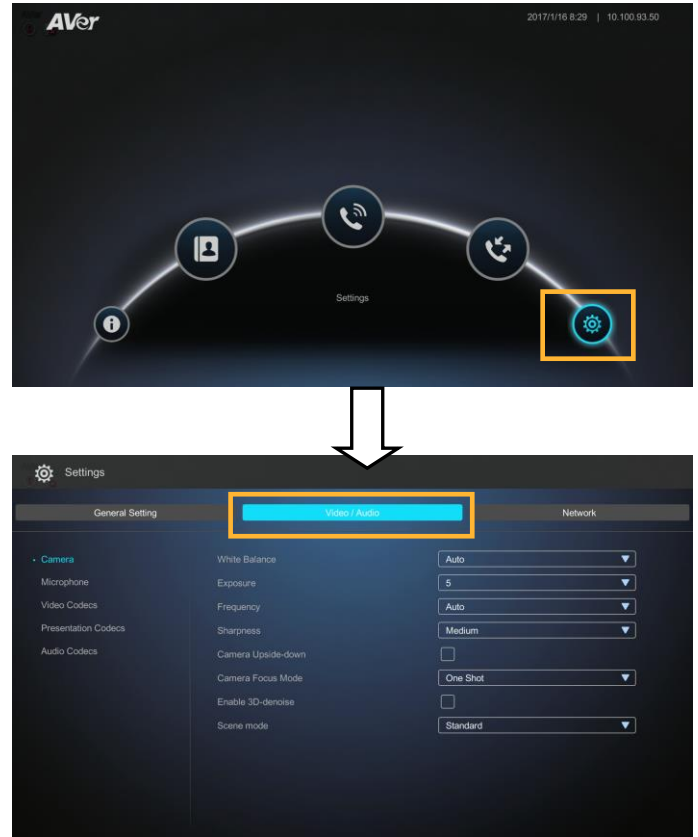 AVer
2017/1/16 8:29 | 10.100.93.50
Settings
Settings
General Setting
Video / Audio
Network
Camera
Microphone
Video Codecs
Presentation Codecs
Audio Codecs
White Balance Auto
Exposure 5
Frequency Auto
Sharpness Medium
Camera Upside-down
Camera Focus Mode One Shot
Enable 3D-denoise
Scene mode Standard